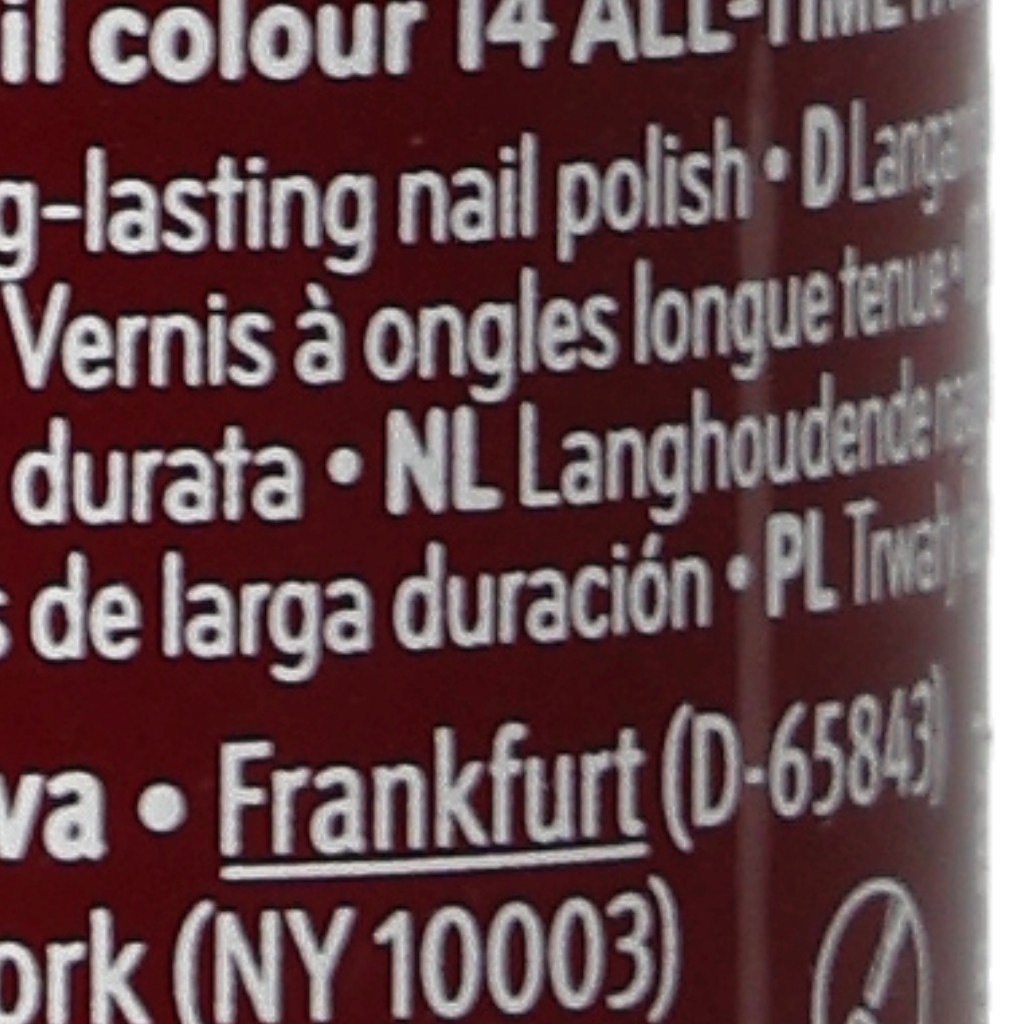 il colour 14 ALL-TIME
g-lasting nail polish • D
Vernis à ongles longue tenue •
durata • NL Langhoudende
s de larga duración • PL
va • Frankfurt (D-65843)
ork (NY 10003)